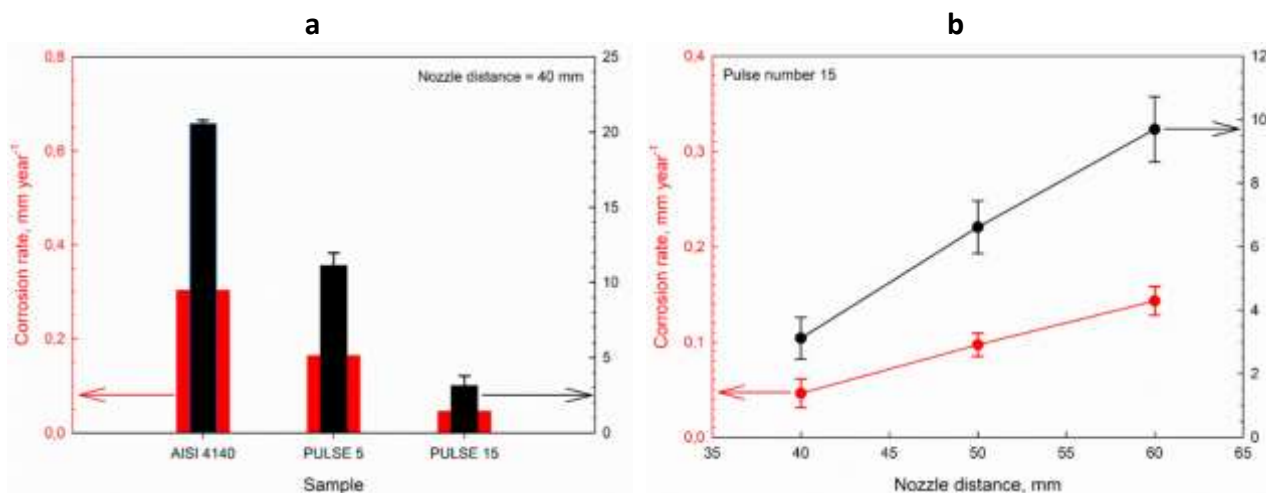 a
Nozzle distance = 40 mm
Corrosion rate, mm year⁻¹
0,8
0,6
0,4
0,2
0,0
25
20
15
10
5
0
AISI 4140
PULSE 5
PULSE 15
Sample
b
Pulse number 15
Corrosion rate, mm year⁻¹
0,4
0,3
0,2
0,1
0,0
12
10
8
6
4
2
0
35
40
45
50
55
60
65
Nozzle distance, mm